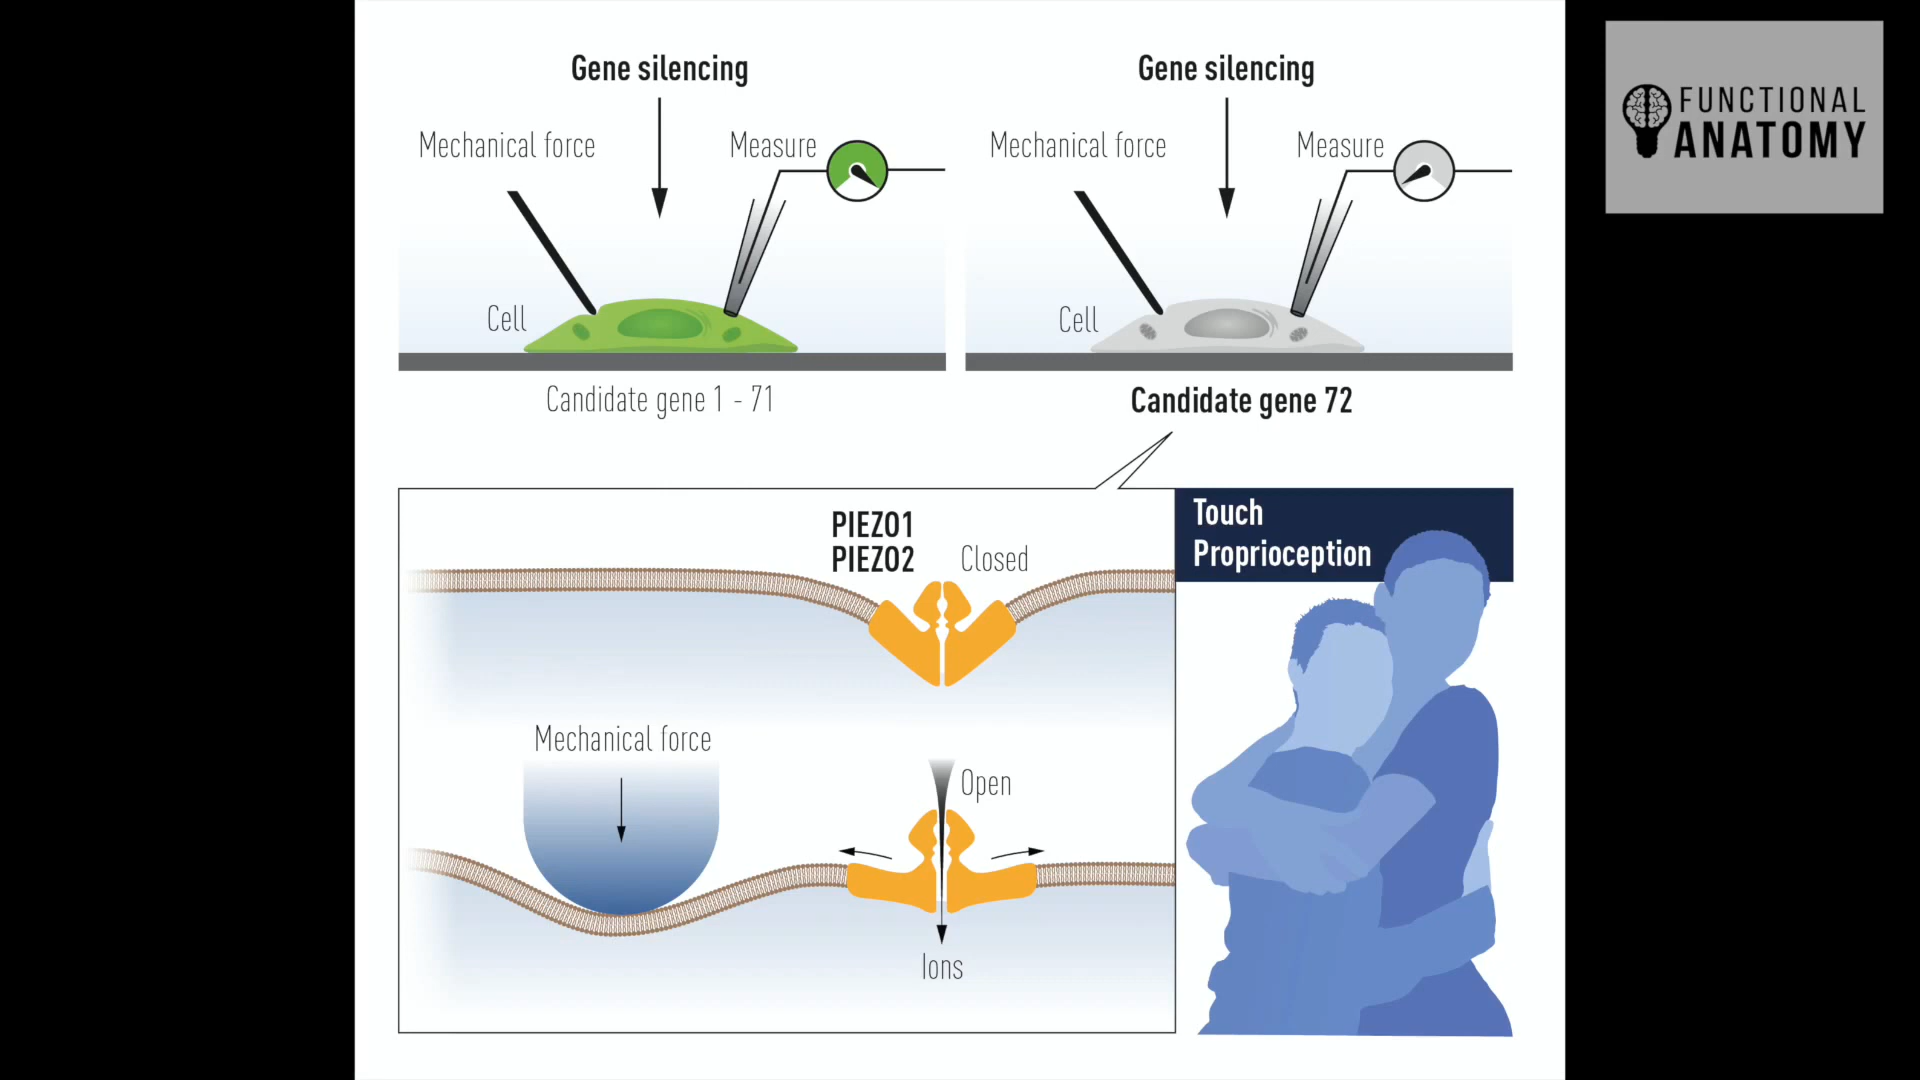 Gene silencing
Mechanical force
Measure
Cell
Candidate gene 1 - 71
Gene silencing
Mechanical force
Measure
Cell
Candidate gene 72
PIEZO1
PIEZO2
Closed
Mechanical force
Open
Ions
Touch
Proprioception
FUNCTIONAL
ANATOMY